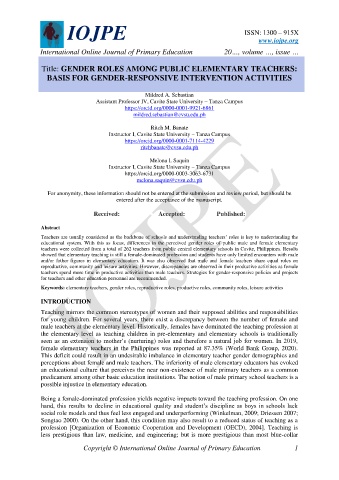 IOJPE
ISSN: 1300 – 915X
www.iojpe.org
International Online Journal of Primary Education 20…, volume …, issue …
Title: GENDER ROLES AMONG PUBLIC ELEMENTARY TEACHERS:
BASIS FOR GENDER-RESPONSIVE INTERVENTION ACTIVITIES
Mildred A. Sebastian
Assistant Professor IV, Cavite State University – Tanza Campus
https://orcid.org/0000-0001-9921-6861
mildred.sebastian@cvsu.edu.ph
Ritch M. Banate
Instructor I, Cavite State University – Tanza Campus
https://orcid.org/0000-0001-7114-4229
ritchbanate@cvsu.edu.ph
Melona I. Saquin
Instructor I, Cavite State University – Tanza Campus
https://orcid.org/0000-0003-3063-6731
melona.saquin@cvsu.edu.ph
For anonymity, these information should not be entered at the submission and review period, but should be
entered after the acceptance of the manuscript.
Received: Accepted: Published:
Abstract
Teachers are usually considered as the backbone of schools and understanding teachers' roles is key to understanding the
educational system. With this as focus, differences in the perceived gender roles of public male and female elementary
teachers were collected from a total of 262 teachers from public central elementary schools in Cavite, Philippines. Results
showed that elementary teaching is still a female-dominated profession and students have only limited encounters with male
and/or father figures in elementary education. It was also observed that male and female teachers share equal roles on
reproductive, community and leisure activities. However, discrepancies are observed in their productive activities as female
teachers spend more time in productive activities than male teachers. Strategies for gender-responsive policies and projects
for teachers and other education personnel are recommended.
Keywords: elementary teachers, gender roles, reproductive roles, productive roles, community roles, leisure activities
INTRODUCTION
Teaching mirrors the common stereotypes of women and their supposed abilities and responsibilities
for young children. For several years, there exist a discrepancy between the number of female and
male teachers at the elementary level. Historically, females have dominated the teaching profession at
the elementary level as teaching children in pre-elementary and elementary schools is traditionally
seen as an extension to mother's (nurturing) roles and therefore a natural job for women. In 2019,
female elementary teachers in the Philippines was reported at 87.35% (World Bank Group, 2020).
This deficit could result in an undesirable imbalance in elementary teacher gender demographics and
perceptions about female and male teachers. The inferiority of male elementary educators has evoked
an educational culture that perceives the near non-existence of male primary teachers as a common
predicament among other basic education institutions. The notion of male primary school teachers is a
possible injustice in elementary education.
Being a female-dominated profession yields negative impacts toward the teaching profession. On one
hand, this results to decline in educational quality and student's discipline as boys in schools lack
social role models and thus feel less engaged and underperforming (Winkelman, 2009; Driessen 2007;
Songtao 2000). On the other hand, this condition may also result to a reduced status of teaching as a
profession [Organization of Economic Cooperation and Development (OECD), 2004]. Teaching is
less prestigious than law, medicine, and engineering; but is more prestigious than most blue-collar
Copyright © International Online Journal of Primary Education 1